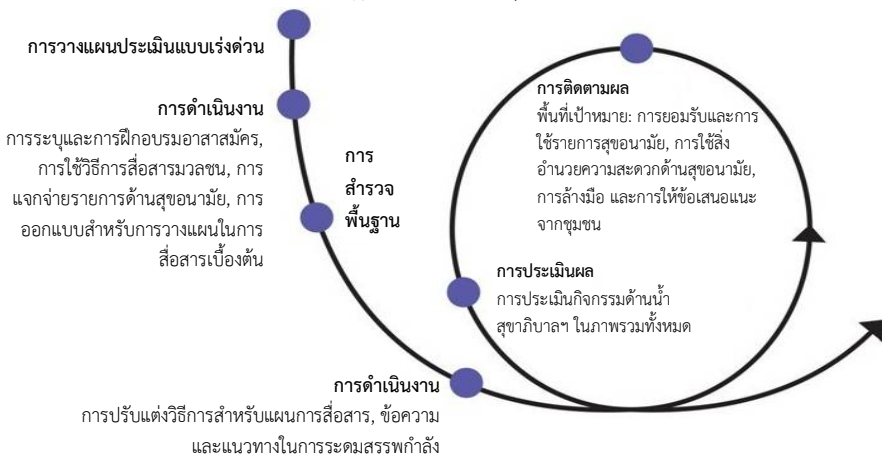 การวางแผนประเมินแบบเร่งด่วน
การดำเนินงาน
การระบุและการฝึกอบรมอาสาสมัคร,
การใช้วิธีการสื่อสารมวลชน, การ
แจกจ่ายรายการด้านสุขอนามัย, การ
ออกแบบสำหรับการวางแผนในการ
สื่อสารเบื้องต้น
การ
สำรวจ
พื้นฐาน
การดำเนินงาน
การปรับแต่งวิธีการสำหรับแผนการสื่อสาร, ข้อความ
และแนวทางในการระดมสรรพกำลัง
การติดตามผล
พื้นที่เป้าหมาย: การยอมรับและการ
ใช้รายการสุขอนามัย, การใช้สิ่ง
อำนวยความสะดวกด้านสุขอนามัย,
การล้างมือ และการให้ข้อเสนอแนะ
จากชุมชน
การประเมินผล
การประเมินกิจกรรมด้านน้ำ
สุขาภิบาลฯ ในภาพรวมทั้งหมด